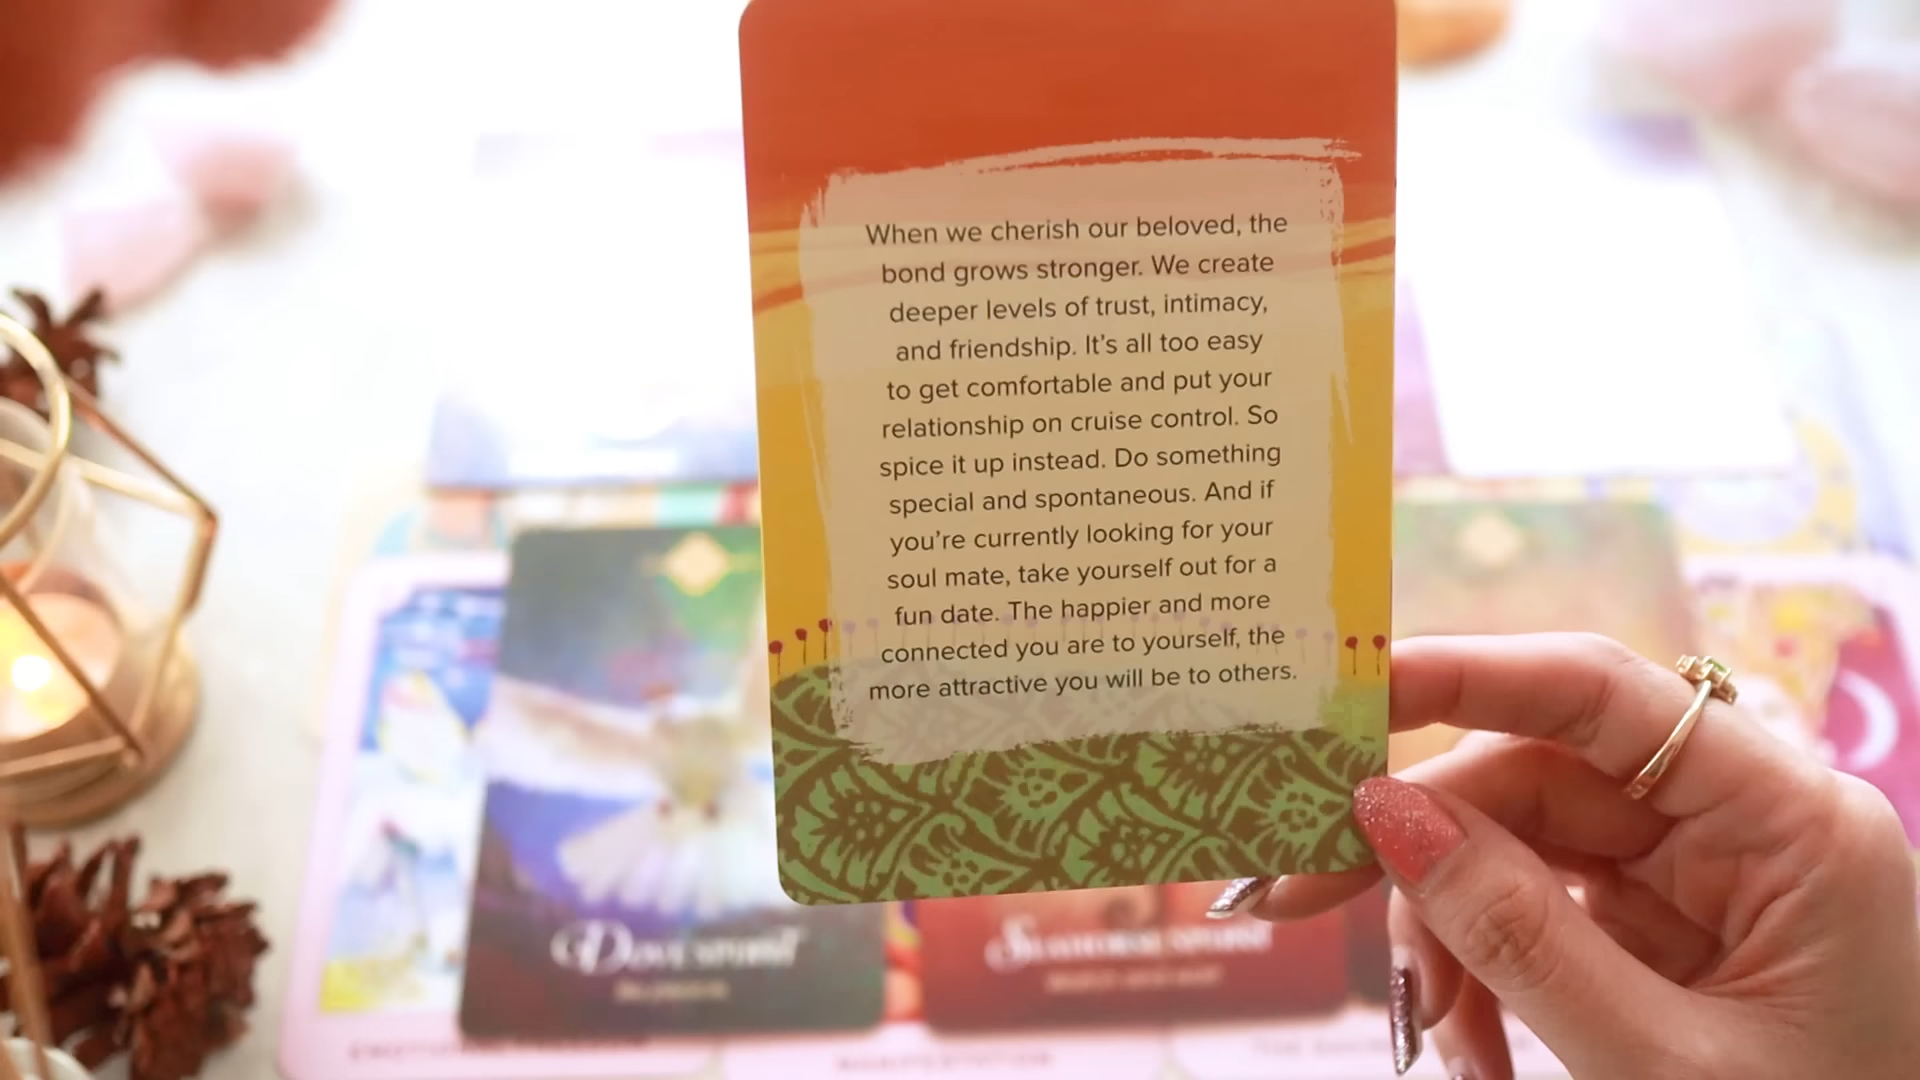 When we cherish our beloved, the
bond grows stronger. We create
deeper levels of trust, intimacy,
and friendship. It's all too easy
to get comfortable and put your
relationship on cruise control. So
spice it up instead. Do something
special and spontaneous. And if
you're currently looking for your
soul mate, take yourself out for a
fun date. The happier and more
connected you are to yourself, the
more attractive you will be to others.
Dove spirit
MANIFESTATION